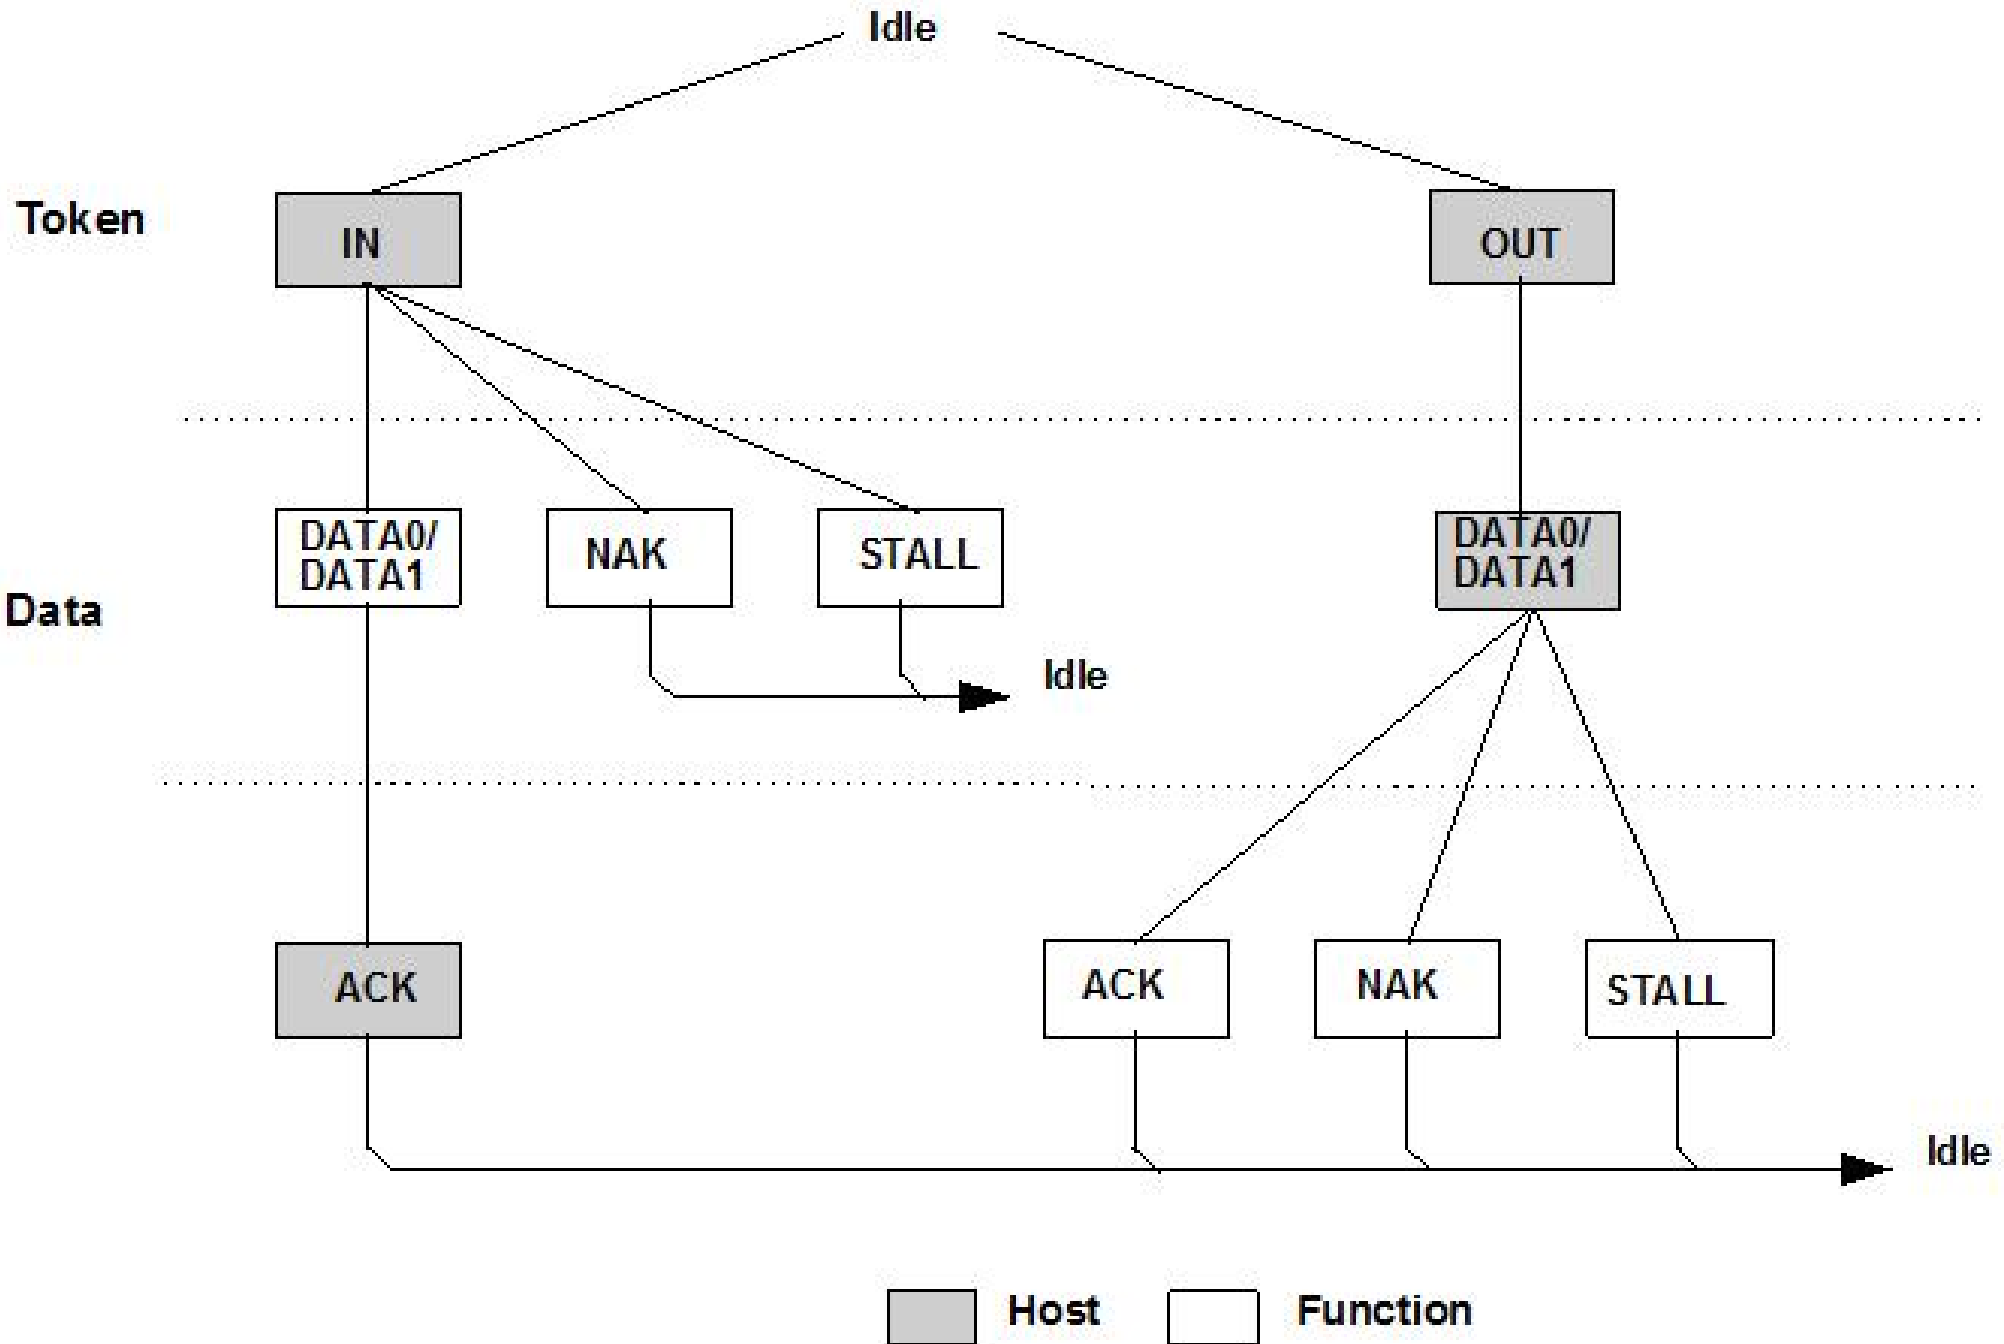 Idle
Token
IN
OUT
DATA0/
DATA1
NAK
STALL
DATA0/
DATA1
Data
Idle
ACK
ACK
NAK
STALL
Idle
Host
Function